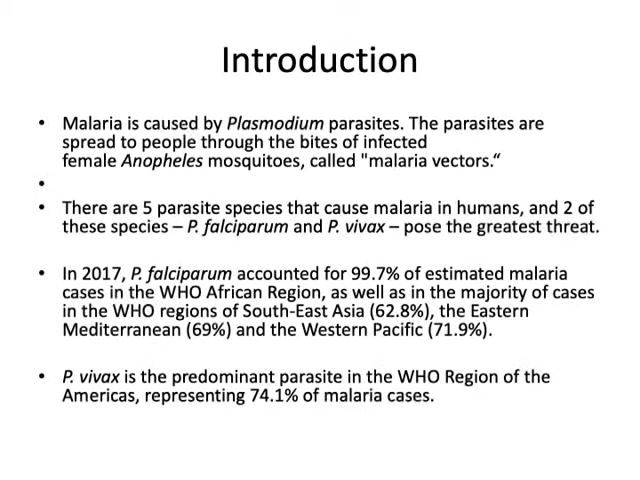 Introduction
• Malaria is caused by Plasmodium parasites. The parasites are
spread to people through the bites of infected
female Anopheles mosquitoes, called "malaria vectors.“
•
• There are 5 parasite species that cause malaria in humans, and 2 of
these species – P. falciparum and P. vivax – pose the greatest threat.
• In 2017, P. falciparum accounted for 99.7% of estimated malaria
cases in the WHO African Region, as well as in the majority of cases
in the WHO regions of South-East Asia (62.8%), the Eastern
Mediterranean (69%) and the Western Pacific (71.9%).
• P. vivax is the predominant parasite in the WHO Region of the
Americas, representing 74.1% of malaria cases.